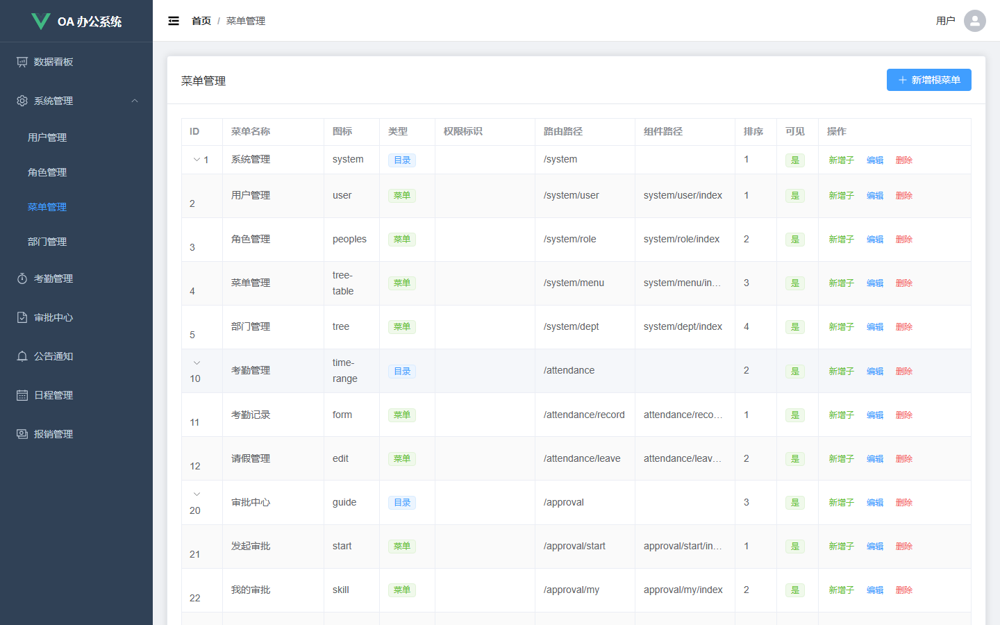 OA 办公系统
首页 / 菜单管理
用户
数据看板
系统管理
用户管理
角色管理
菜单管理
部门管理
考勤管理
审批中心
公告通知
日程管理
报销管理
菜单管理
新增根菜单
ID 菜单名称 图标 类型 权限标识 路由路径 组件路径 排序 可见 操作
1 系统管理 system 目录 /system 1 是 新增子 编辑 删除
2 用户管理 user 菜单 /system/user system/user/index 1 是 新增子 编辑 删除
3 角色管理 peoples 菜单 /system/role system/role/index 2 是 新增子 编辑 删除
4 菜单管理 tree-table 菜单 /system/menu system/menu/in... 3 是 新增子 编辑 删除
5 部门管理 tree 菜单 /system/dept system/dept/index 4 是 新增子 编辑 删除
10 考勤管理 time-range 目录 /attendance 2 是 新增子 编辑 删除
11 考勤记录 form 菜单 /attendance/record attendance/reco... 1 是 新增子 编辑 删除
12 请假管理 edit 菜单 /attendance/leave attendance/leav... 2 是 新增子 编辑 删除
20 审批中心 guide 目录 /approval 3 是 新增子 编辑 删除
21 发起审批 start 菜单 /approval/start approval/start/in... 1 是 新增子 编辑 删除
22 我的审批 skill 菜单 /approval/my approval/my/index 2 是 新增子 编辑 删除